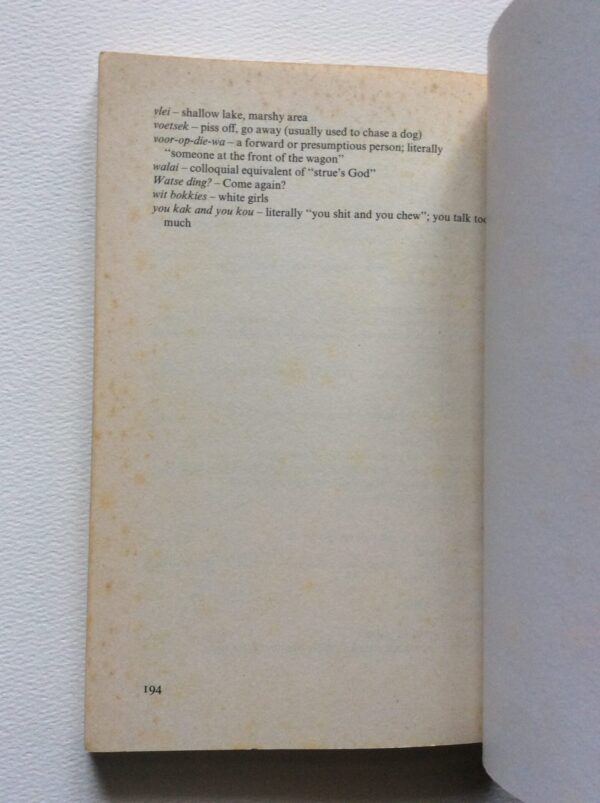 vlei – shallow lake, marshy area
voetsek – piss off, go away (usually used to chase a dog)
voor-op-die-wa – a forward or presumptious person; literally
"someone at the front of the wagon"
walai – colloquial equivalent of "strue's God"
Watse ding? – Come again?
wit bokkies – white girls
you kak and you kou – literally "you shit and you chew"; you talk too
much
194